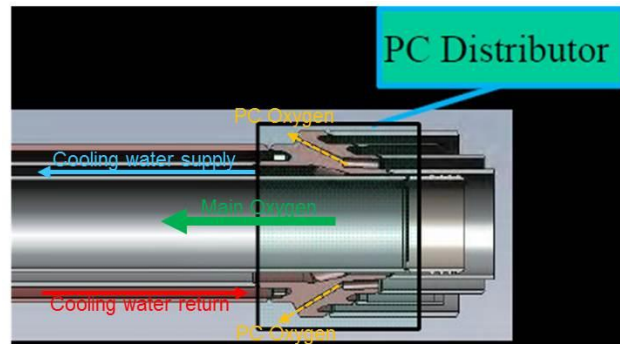 PC Distributor
PC Oxygen
Cooling water supply
Main Oxygen
Cooling water return
PC Oxygen